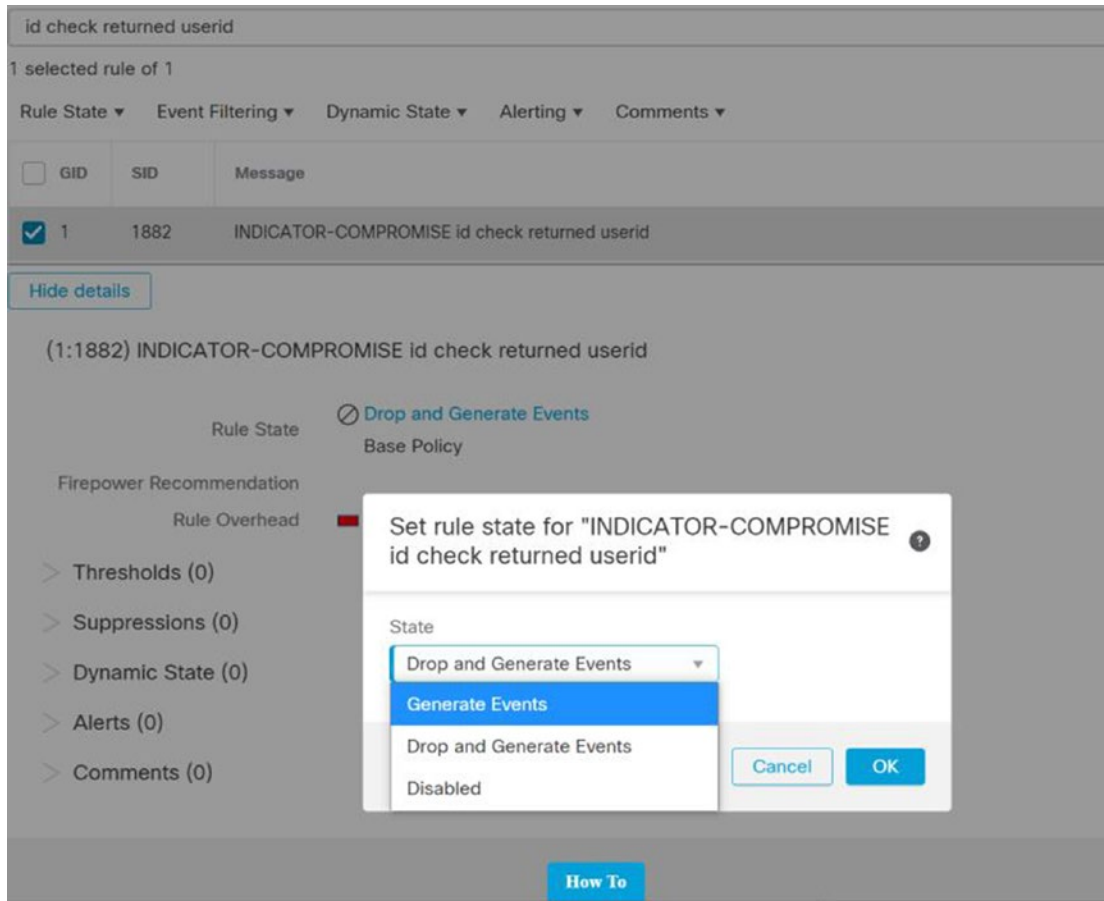 id check returned userid
1 selected rule of 1
Rule State Event Filtering Dynamic State Alerting Comments
GID SID Message
1 1882 INDICATOR-COMPROMISE id check returned userid
Hide details
(1:1882) INDICATOR-COMPROMISE id check returned userid
Rule State Drop and Generate Events
Base Policy
Firepower Recommendation
Rule Overhead
Thresholds (0)
Suppressions (0)
Dynamic State (0)
Alerts (0)
Comments (0)
Set rule state for "INDICATOR-COMPROMISE
id check returned userid"
?
State
Drop and Generate Events
Generate Events
Drop and Generate Events
Disabled
Cancel OK
How To